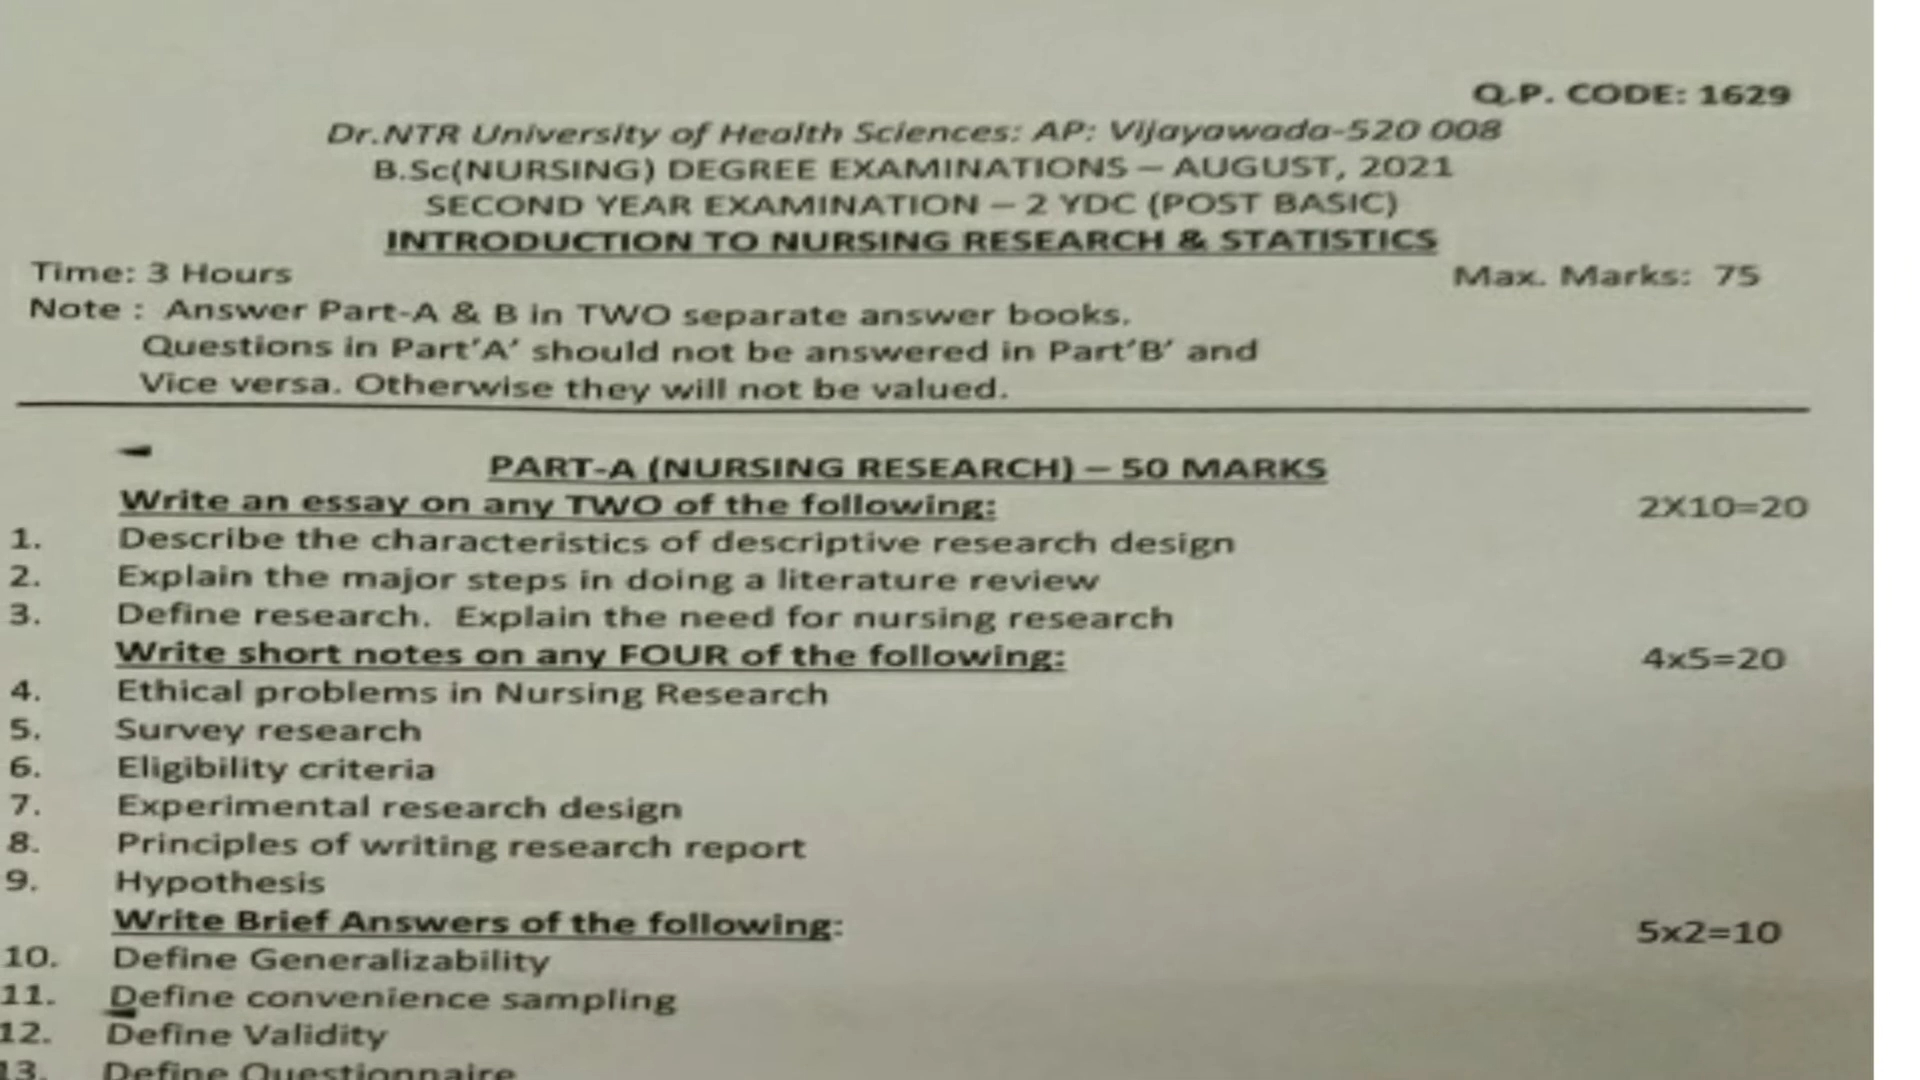 Q.P. CODE: 1629
Dr.NTR University of Health Sciences: AP: Vijayawada-520 008
B.Sc(NURSING) DEGREE EXAMINATIONS – AUGUST, 2021
SECOND YEAR EXAMINATION – 2 YDC (POST BASIC)
INTRODUCTION TO NURSING RESEARCH & STATISTICS
Time: 3 Hours Max. Marks: 75
Note : Answer Part-A & B in TWO separate answer books.
Questions in Part'A' should not be answered in Part'B' and
Vice versa. Otherwise they will not be valued.
PART-A (NURSING RESEARCH) – 50 MARKS
Write an essay on any TWO of the following: 2X10=20
1. Describe the characteristics of descriptive research design
2. Explain the major steps in doing a literature review
3. Define research. Explain the need for nursing research
Write short notes on any FOUR of the following: 4x5=20
4. Ethical problems in Nursing Research
5. Survey research
6. Eligibility criteria
7. Experimental research design
8. Principles of writing research report
9. Hypothesis
Write Brief Answers of the following: 5x2=10
10. Define Generalizability
11. Define convenience sampling
12. Define Validity
13. Define Questionnaire